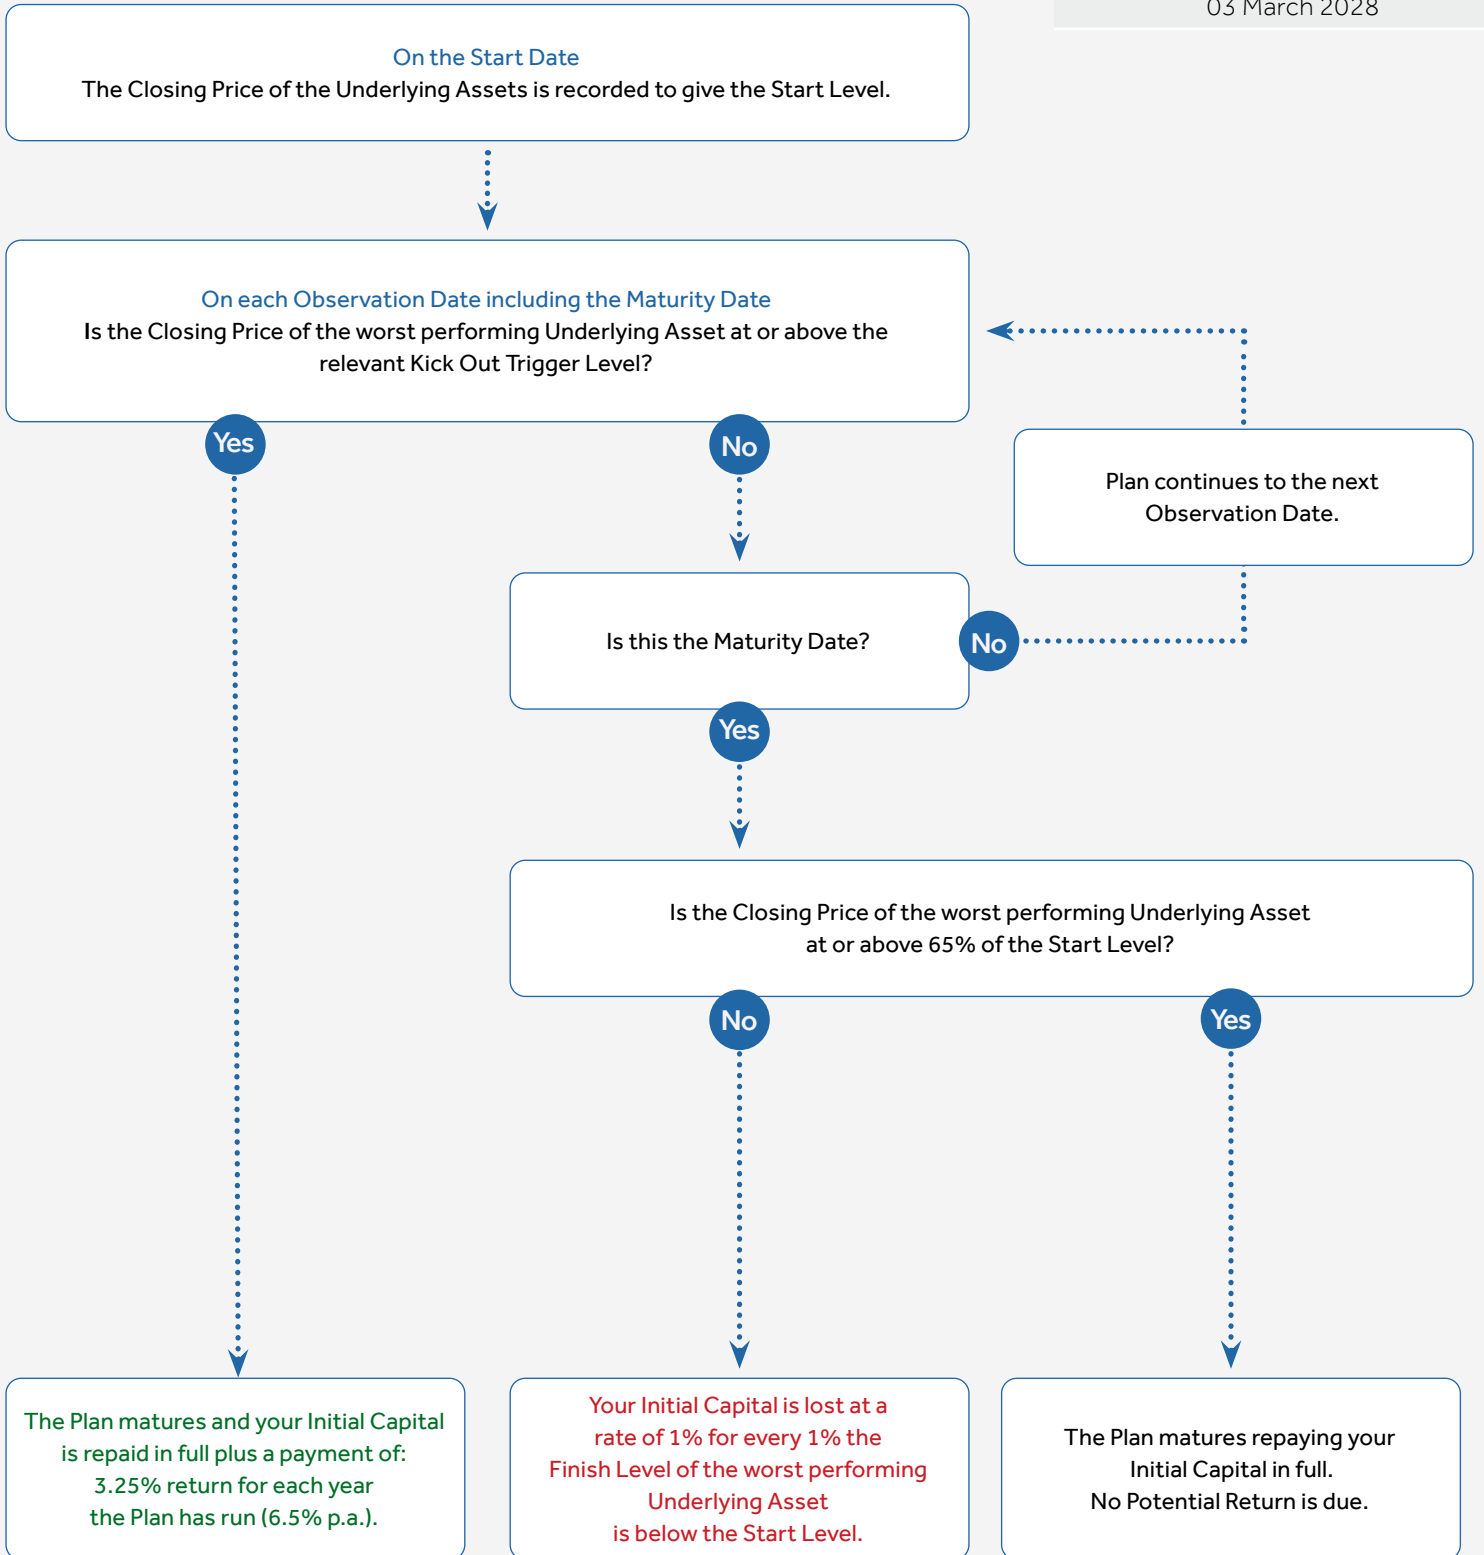 03 March 2028
On the Start Date
The Closing Price of the Underlying Assets is recorded to give the Start Level.
On each Observation Date including the Maturity Date
Is the Closing Price of the worst performing Underlying Asset at or above the
relevant Kick Out Trigger Level?
Yes
No
Plan continues to the next
Observation Date.
Is this the Maturity Date?
No
Yes
Is the Closing Price of the worst performing Underlying Asset
at or above 65% of the Start Level?
No
Yes
The Plan matures and your Initial Capital
is repaid in full plus a payment of:
3.25% return for each year
the Plan has run (6.5% p.a.).
Your Initial Capital is lost at a
rate of 1% for every 1% the
Finish Level of the worst performing
Underlying Asset
is below the Start Level.
The Plan matures repaying your
Initial Capital in full.
No Potential Return is due.